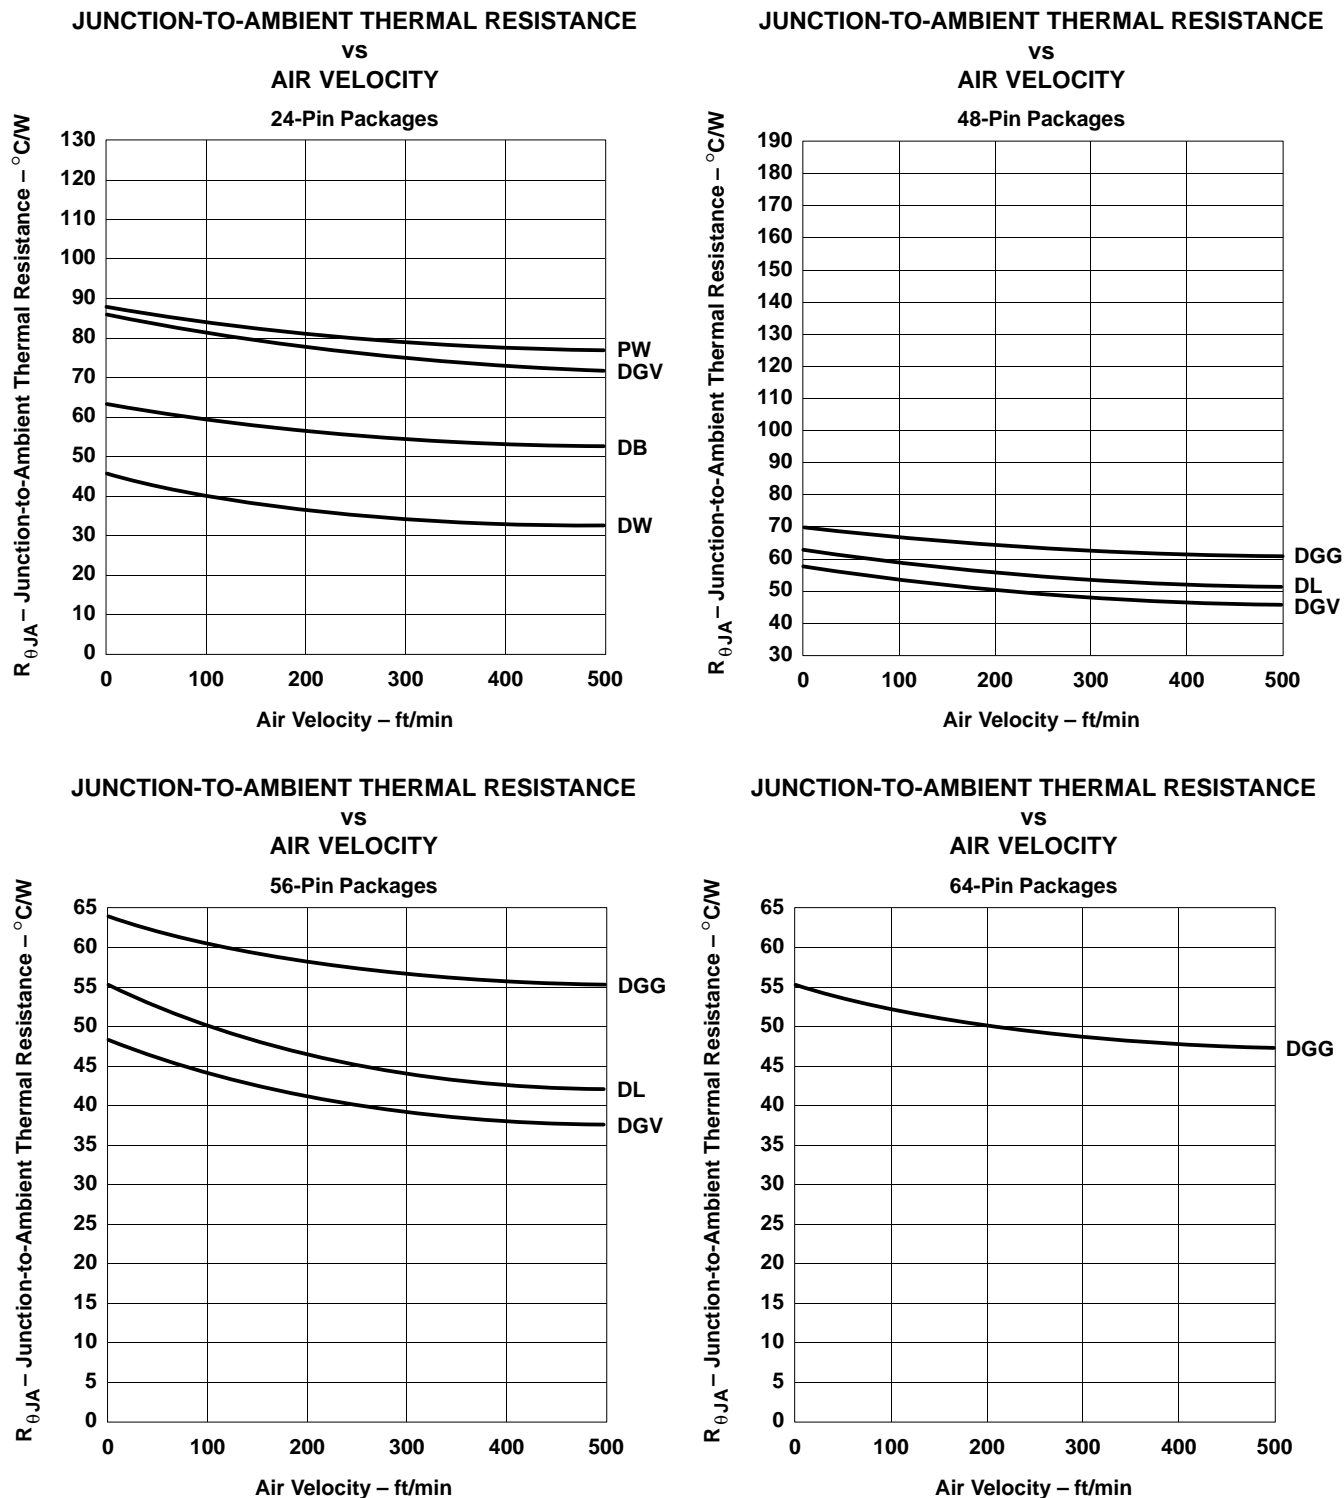 JUNCTION-TO-AMBIENT THERMAL RESISTANCE
vs
AIR VELOCITY
24-Pin Packages
R θJA – Junction-to-Ambient Thermal Resistance – °C/W
130
120
110
100
90
80
70
60
50
40
30
20
10
0
PW
DGV
DB
DW
0 100 200 300 400 500
Air Velocity – ft/min
JUNCTION-TO-AMBIENT THERMAL RESISTANCE
vs
AIR VELOCITY
48-Pin Packages
R θJA – Junction-to-Ambient Thermal Resistance – °C/W
190
180
170
160
150
140
130
120
110
100
90
80
70
60
50
40
30
DGG
DL
DGV
0 100 200 300 400 500
Air Velocity – ft/min
JUNCTION-TO-AMBIENT THERMAL RESISTANCE
vs
AIR VELOCITY
56-Pin Packages
R θJA – Junction-to-Ambient Thermal Resistance – °C/W
65
60
55
50
45
40
35
30
25
20
15
10
5
0
DGG
DL
DGV
0 100 200 300 400 500
Air Velocity – ft/min
JUNCTION-TO-AMBIENT THERMAL RESISTANCE
vs
AIR VELOCITY
64-Pin Packages
R θJA – Junction-to-Ambient Thermal Resistance – °C/W
65
60
55
50
45
40
35
30
25
20
15
10
5
0
DGG
0 100 200 300 400 500
Air Velocity – ft/min